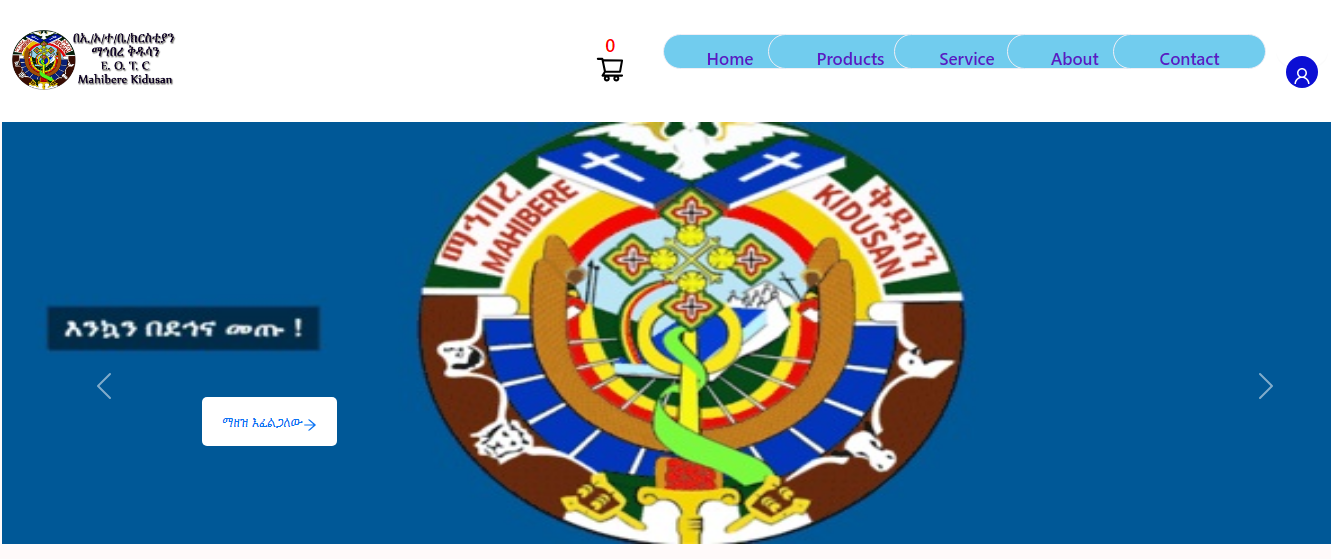 በኢ/ኦ/ተ/ቤ/ክርስቲያን
ማኅበረ ቅዱሳን
E. O. T. C
Mahibere Kidusan
0
Home Products Service About Contact
ማኅበረ ቅዱሳን
MAHIBERE KIDUSAN
እንኳን በደኅና መጡ !
ማዘዝ እፈልጋለው